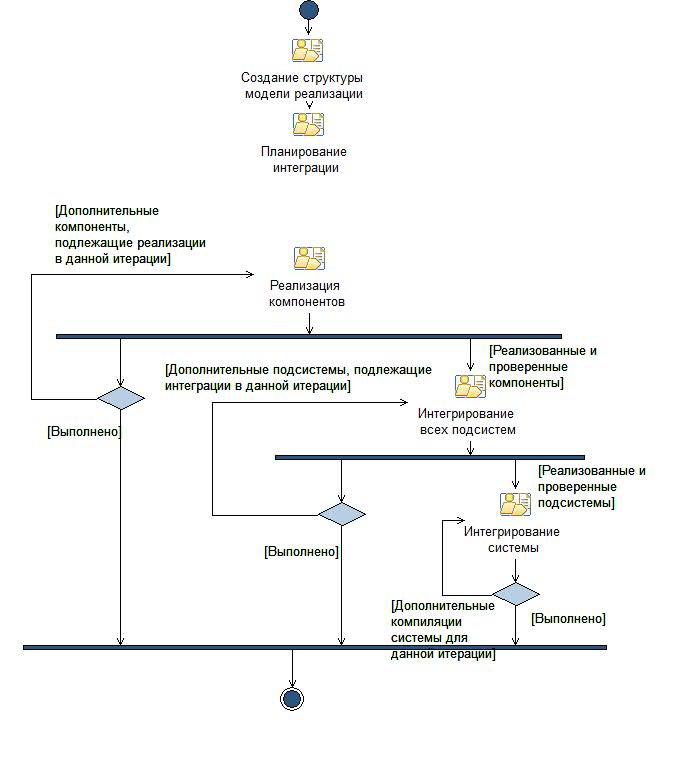 Создание структуры
модели реализации
Планирование
интеграции
[Дополнительные
компоненты,
подлежащие реализации
в данной итерации]
Реализация
компонентов
[Реализованные и
проверенные
компоненты]
[Дополнительные подсистемы, подлежащие
интеграции в данной итерации]
Интегрирование
всех подсистем
[Выполнено]
[Реализованные и
проверенные
подсистемы]
Интегрирование
системы
[Выполнено]
[Дополнительные
компиляции
системы для
данной итерации]
[Выполнено]